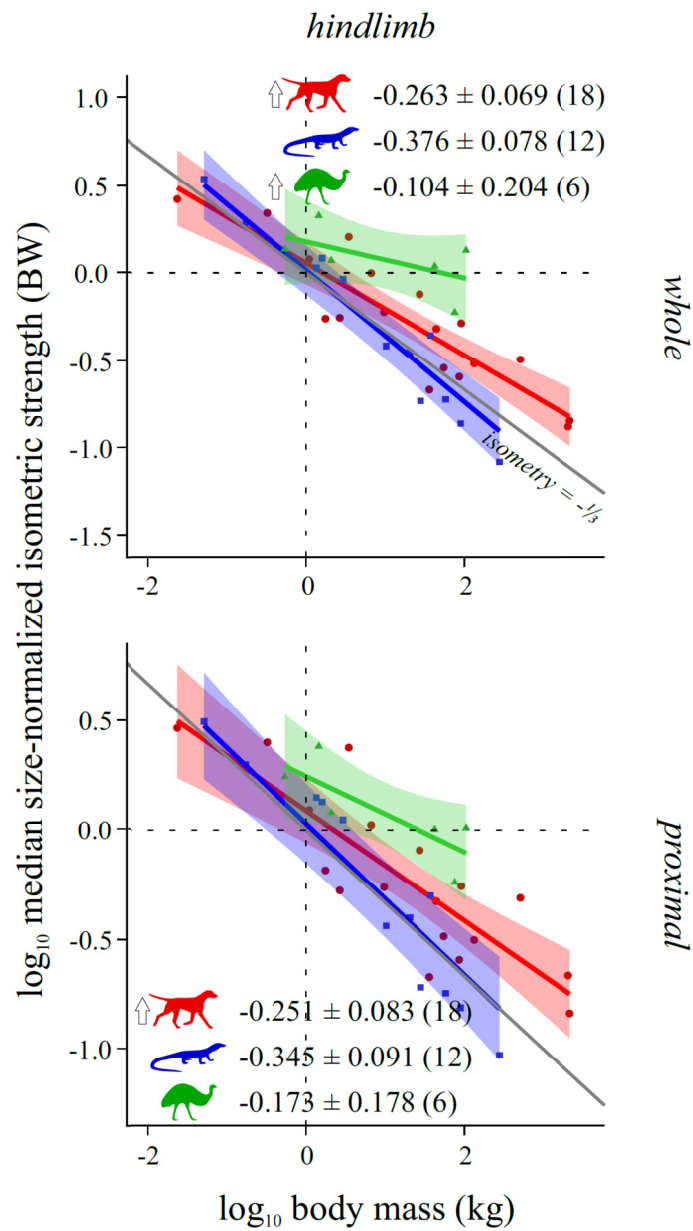 hindlimb
log₁₀ median size-normalized isometric strength (BW)
1.0
0.5
0.0
-0.5
-1.0
-1.5
-0.263 ± 0.069 (18)
-0.376 ± 0.078 (12)
-0.104 ± 0.204 (6)
isometry = -⅓
whole
-2
0
2
0.5
0.0
-0.5
-1.0
-0.251 ± 0.083 (18)
-0.345 ± 0.091 (12)
-0.173 ± 0.178 (6)
proximal
-2
0
2
log₁₀ body mass (kg)